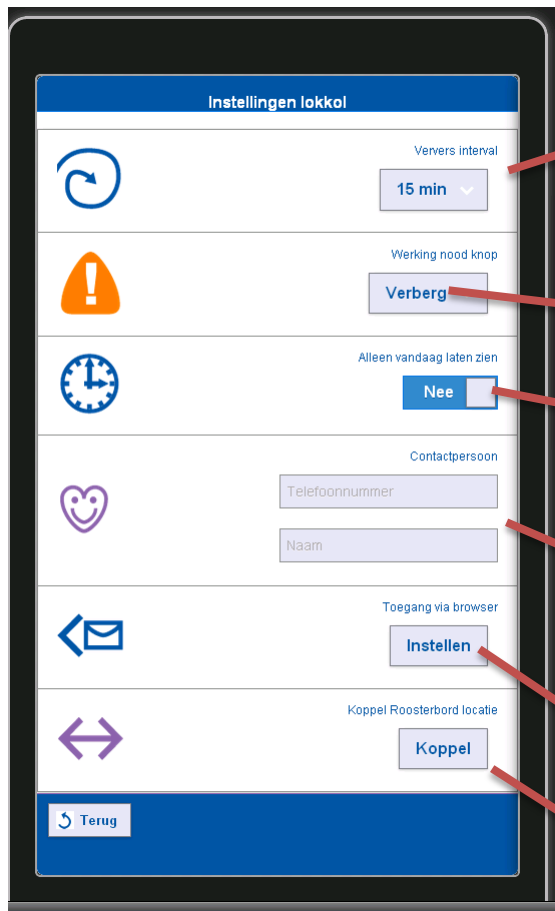 Instellingen lokkol
Ververs interval
15 min
Werking nood knop
Verberg
Alleen vandaag laten zien
Nee
Contactpersoon
Telefoonnummer
Naam
Toegang via browser
Instellen
Koppel Roosterbord locatie
Koppel
Terug